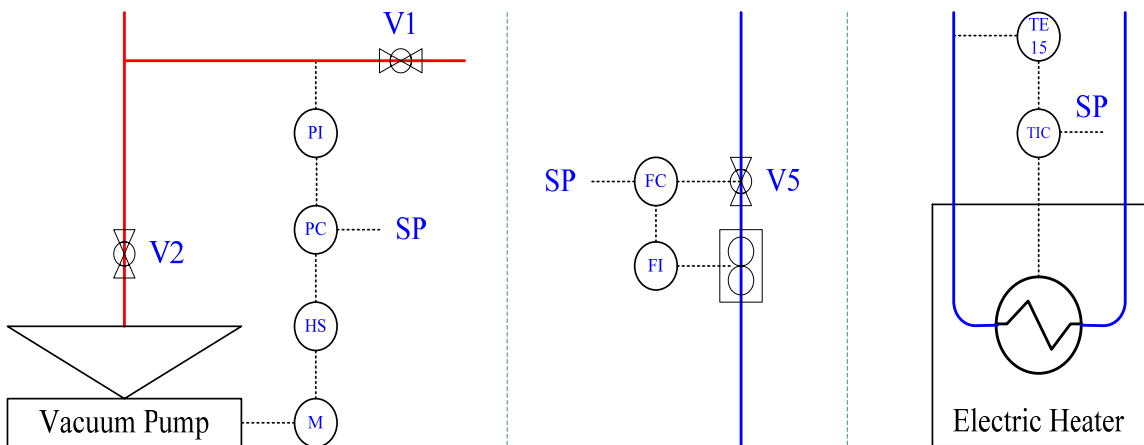 V1
PI
PC
SP
V2
HS
M
Vacuum Pump
SP
FC
V5
FI
TE
15
TIC
SP
Electric Heater